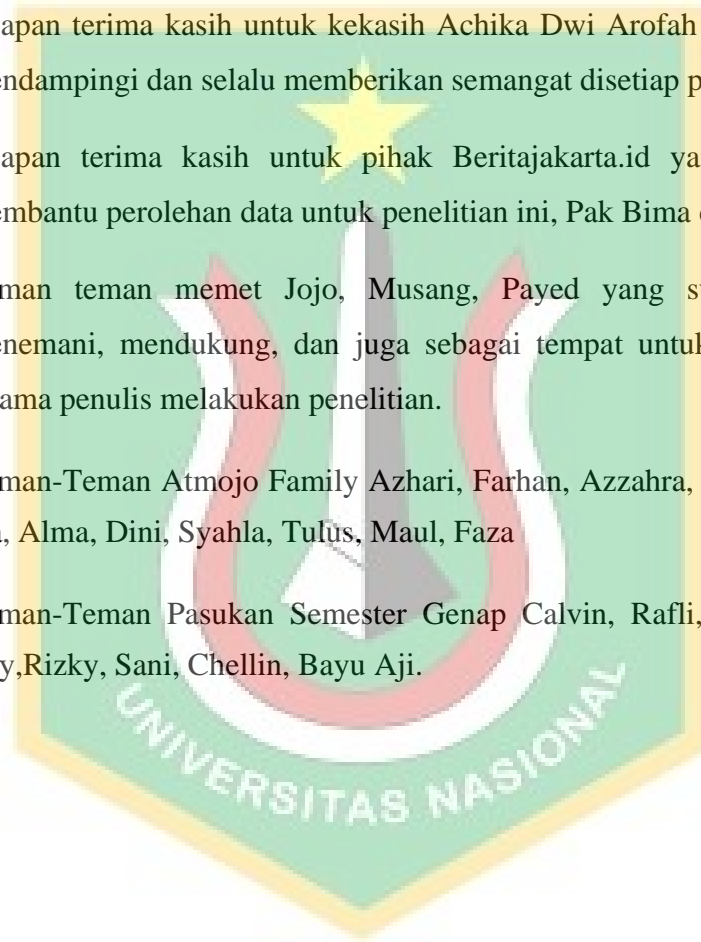 apan terima kasih untuk kekasih Achika Dwi Arofah
endampingi dan selalu memberikan semangat disetiap p
apan terima kasih untuk pihak Beritajakarta.id ya
embantu perolehan data untuk penelitian ini, Pak Bima
man teman memet Jojo, Musang, Payed yang s
enemani, mendukung, dan juga sebagai tempat untuk
ama penulis melakukan penelitian.
man-Teman Atmojo Family Azhari, Farhan, Azzahra,
a, Alma, Dini, Syahla, Tulus, Maul, Faza
man-Teman Pasukan Semester Genap Calvin, Rafli,
y,Rizky, Sani, Chellin, Bayu Aji.
UNIVERSITAS NASIONAL